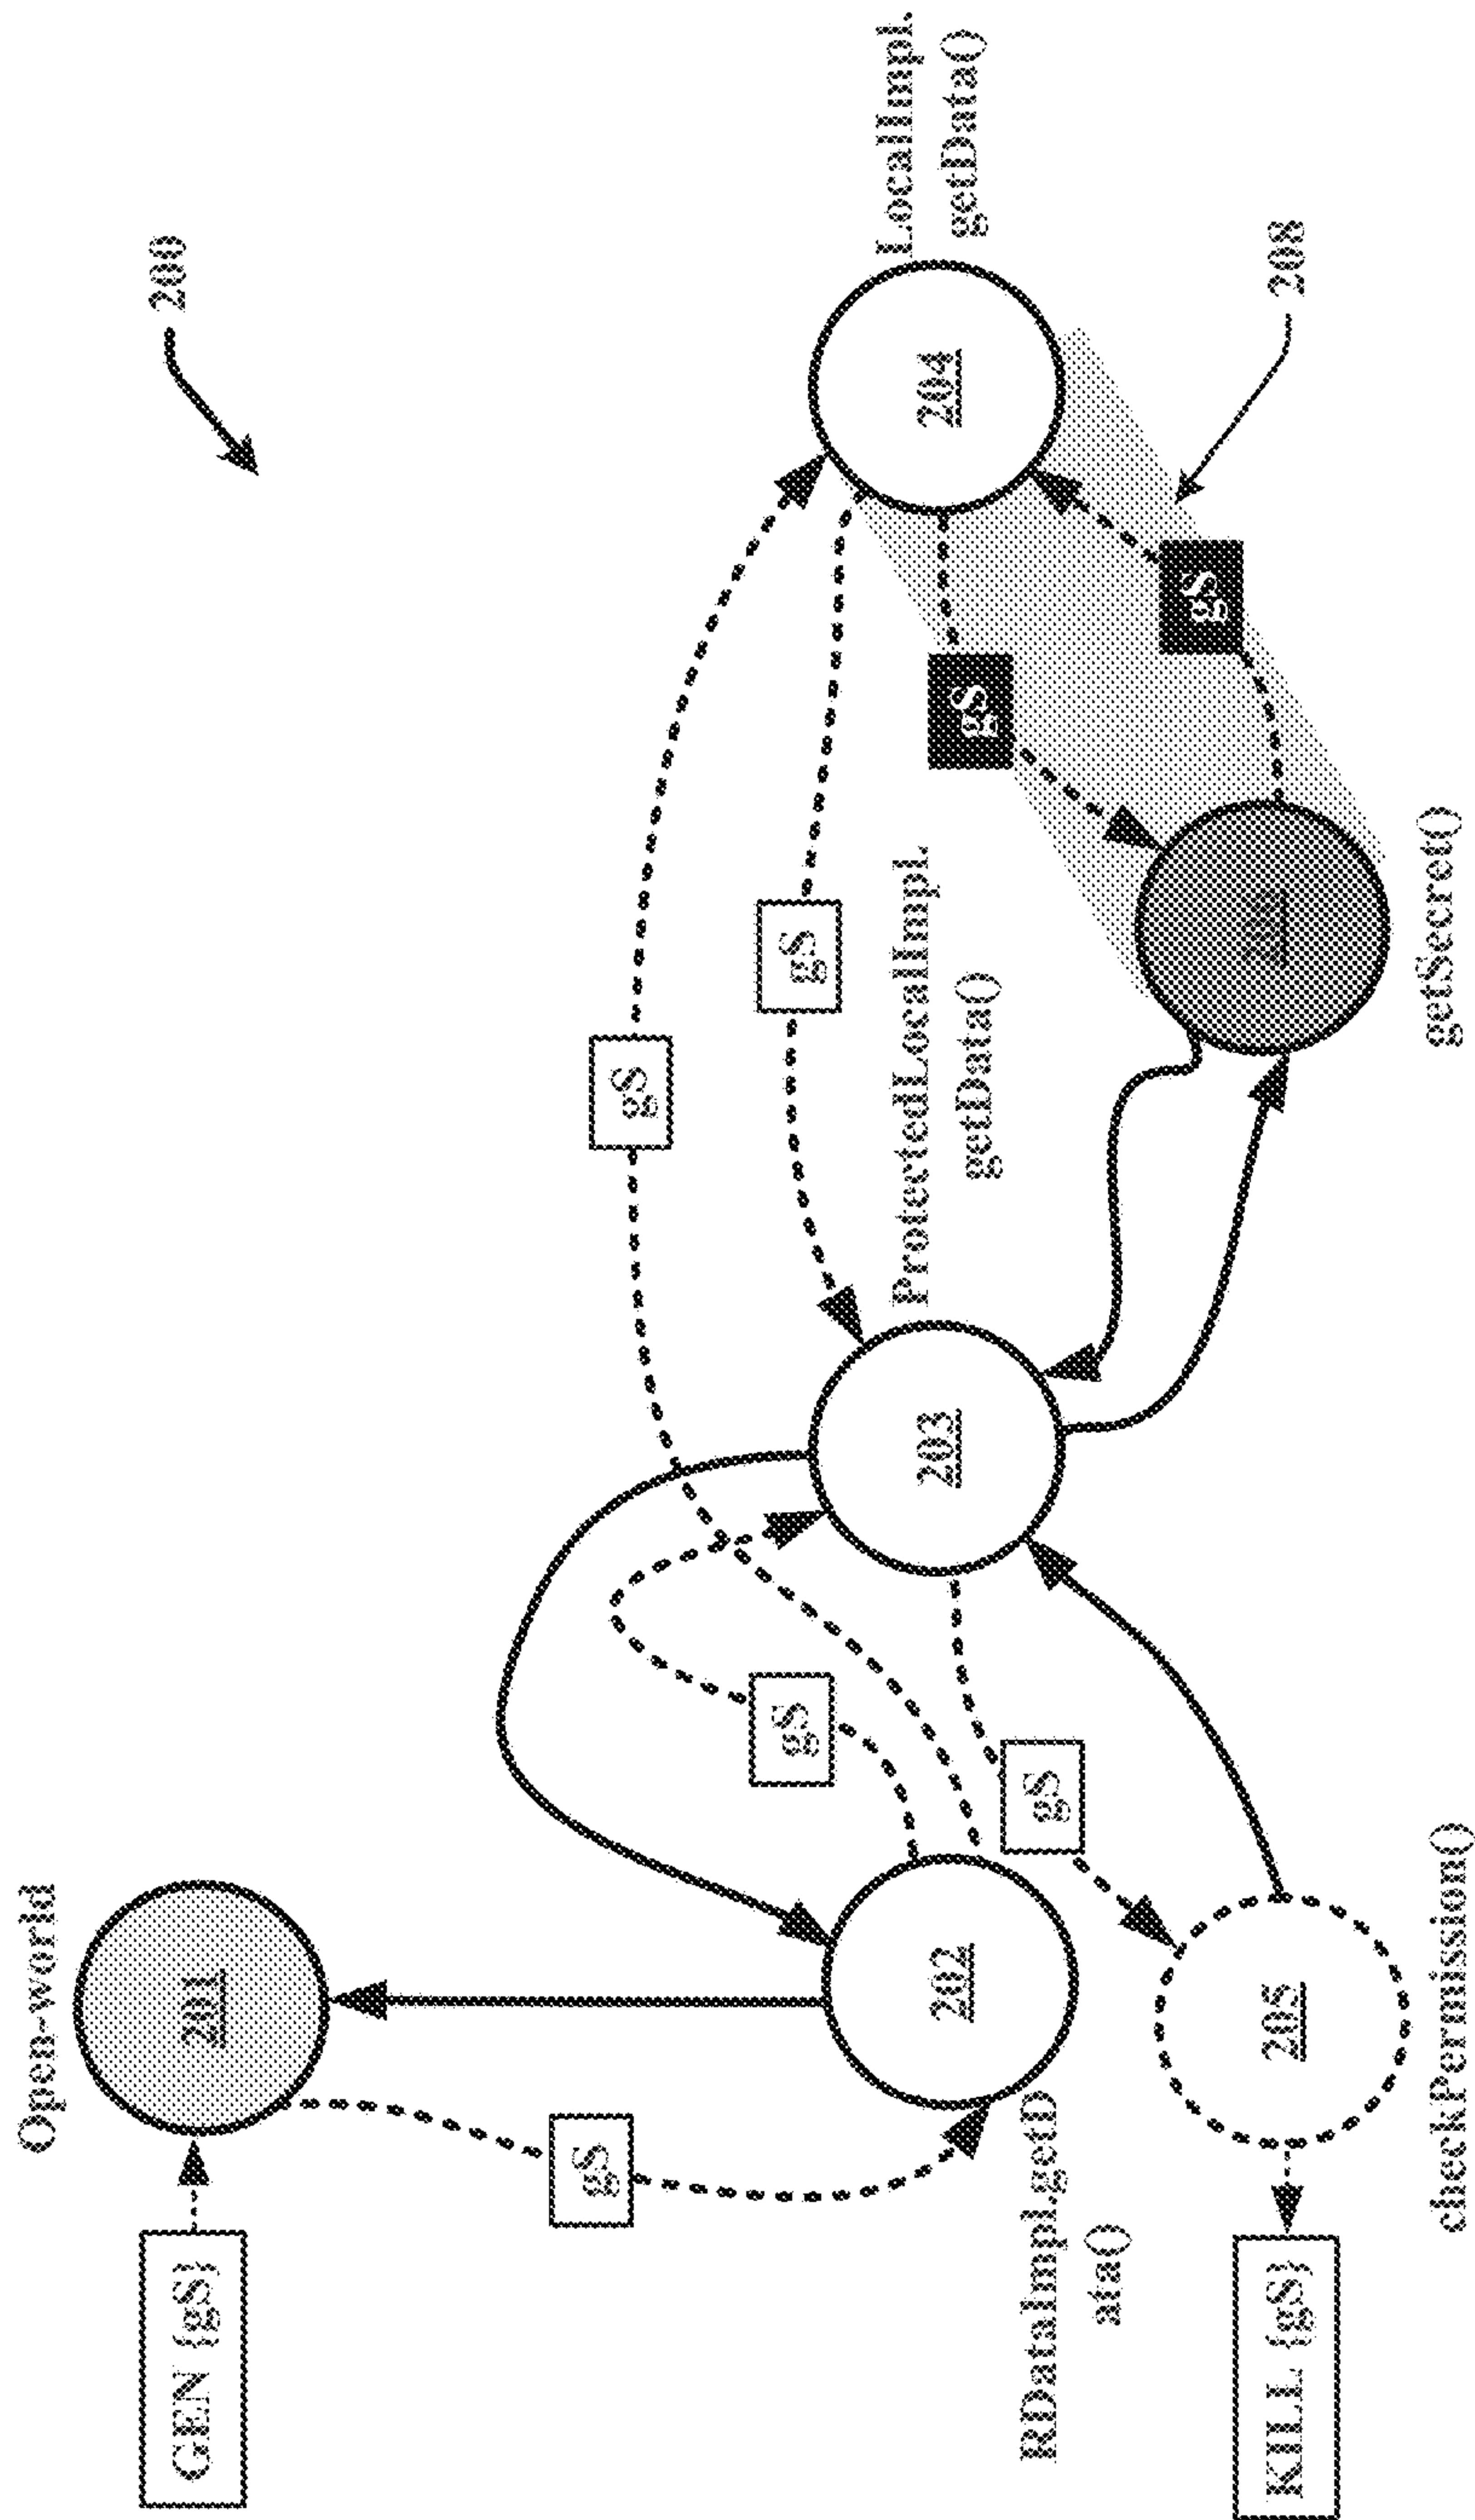 200
Open-world
201
GEN {gS}
gS
RDataImpl.getD
ata()
202
gS
gS
gS
gS
203
ProtectedLocalImpl.
getData()
204
LocalImpl.
getData()
gS
gS
208
getSecret()
205
checkPermission()
KILL {gS}